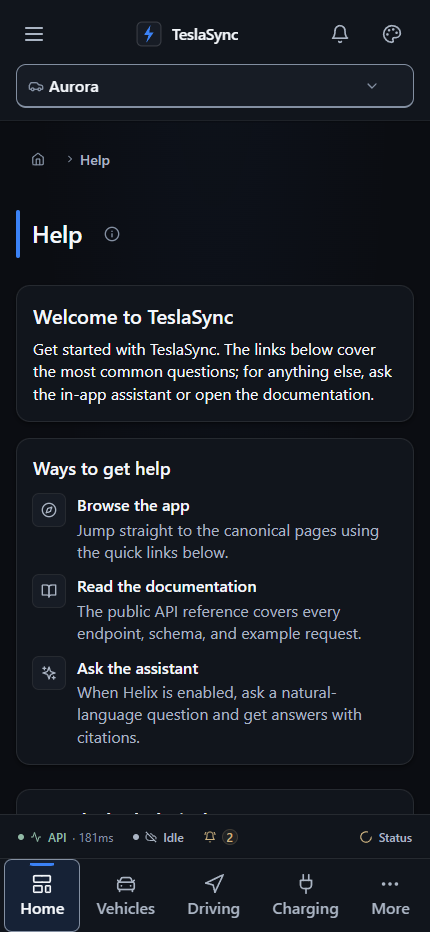 TeslaSync
Aurora
Help
Help
Welcome to TeslaSync
Get started with TeslaSync. The links below cover
the most common questions; for anything else, ask
the in-app assistant or open the documentation.
Ways to get help
Browse the app
Jump straight to the canonical pages using
the quick links below.
Read the documentation
The public API reference covers every
endpoint, schema, and example request.
Ask the assistant
When Helix is enabled, ask a natural-
language question and get answers with
citations.
API · 181ms Idle 2 Status
Home Vehicles Driving Charging More